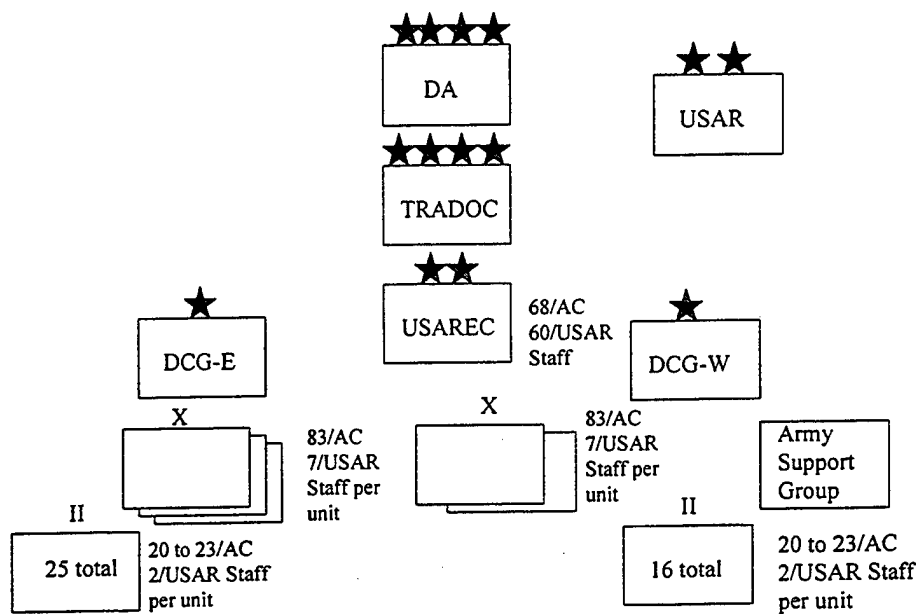 DA
USAR
TRADOC
USAREC
68/AC
60/USAR
Staff
DCG-E
DCG-W
X
83/AC
7/USAR
Staff per
unit
X
83/AC
7/USAR
Staff per
unit
Army
Support
Group
II
25 total
20 to 23/AC
2/USAR Staff
per unit
II
16 total
20 to 23/AC
2/USAR Staff
per unit